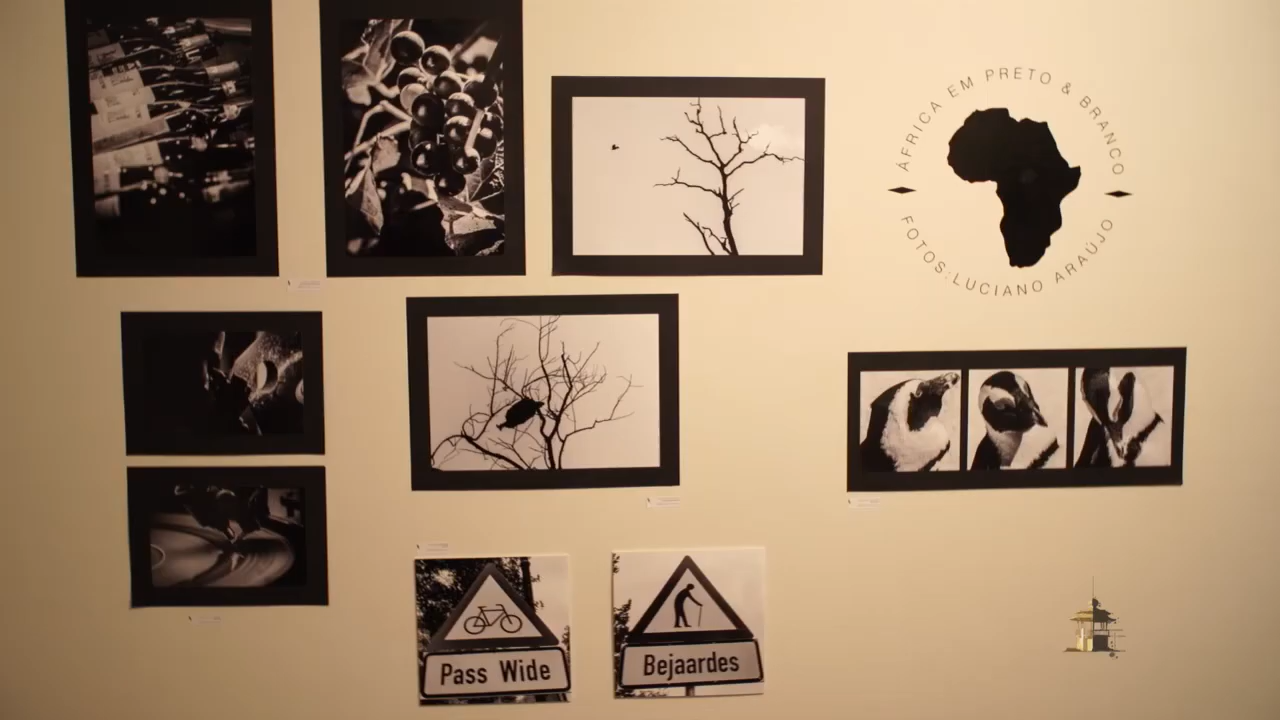 ÁFRICA EM PRETO & BRANCO
FOTOS: LUCIANO ARAÚJO
Pass Wide
Bejaardes